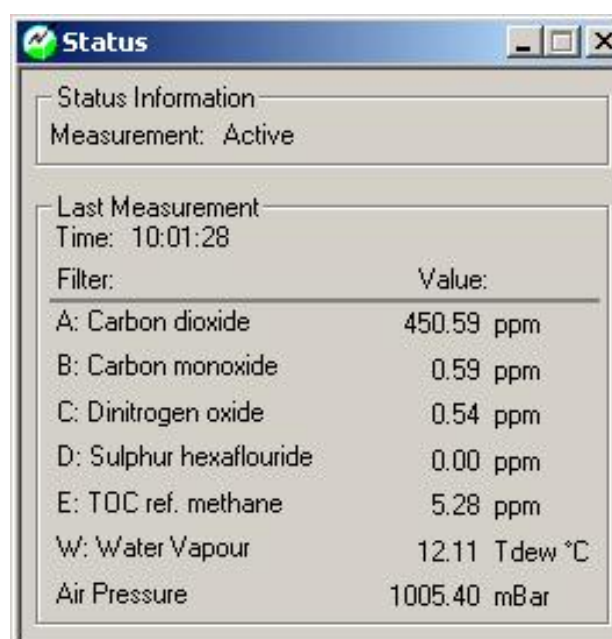 Status
Status Information
Measurement: Active
Last Measurement
Time: 10:01:28
Filter: Value:
A: Carbon dioxide 450.59 ppm
B: Carbon monoxide 0.59 ppm
C: Dinitrogen oxide 0.54 ppm
D: Sulphur hexaflouride 0.00 ppm
E: TOC ref. methane 5.28 ppm
W: Water Vapour 12.11 Tdew °C
Air Pressure 1005.40 mBar